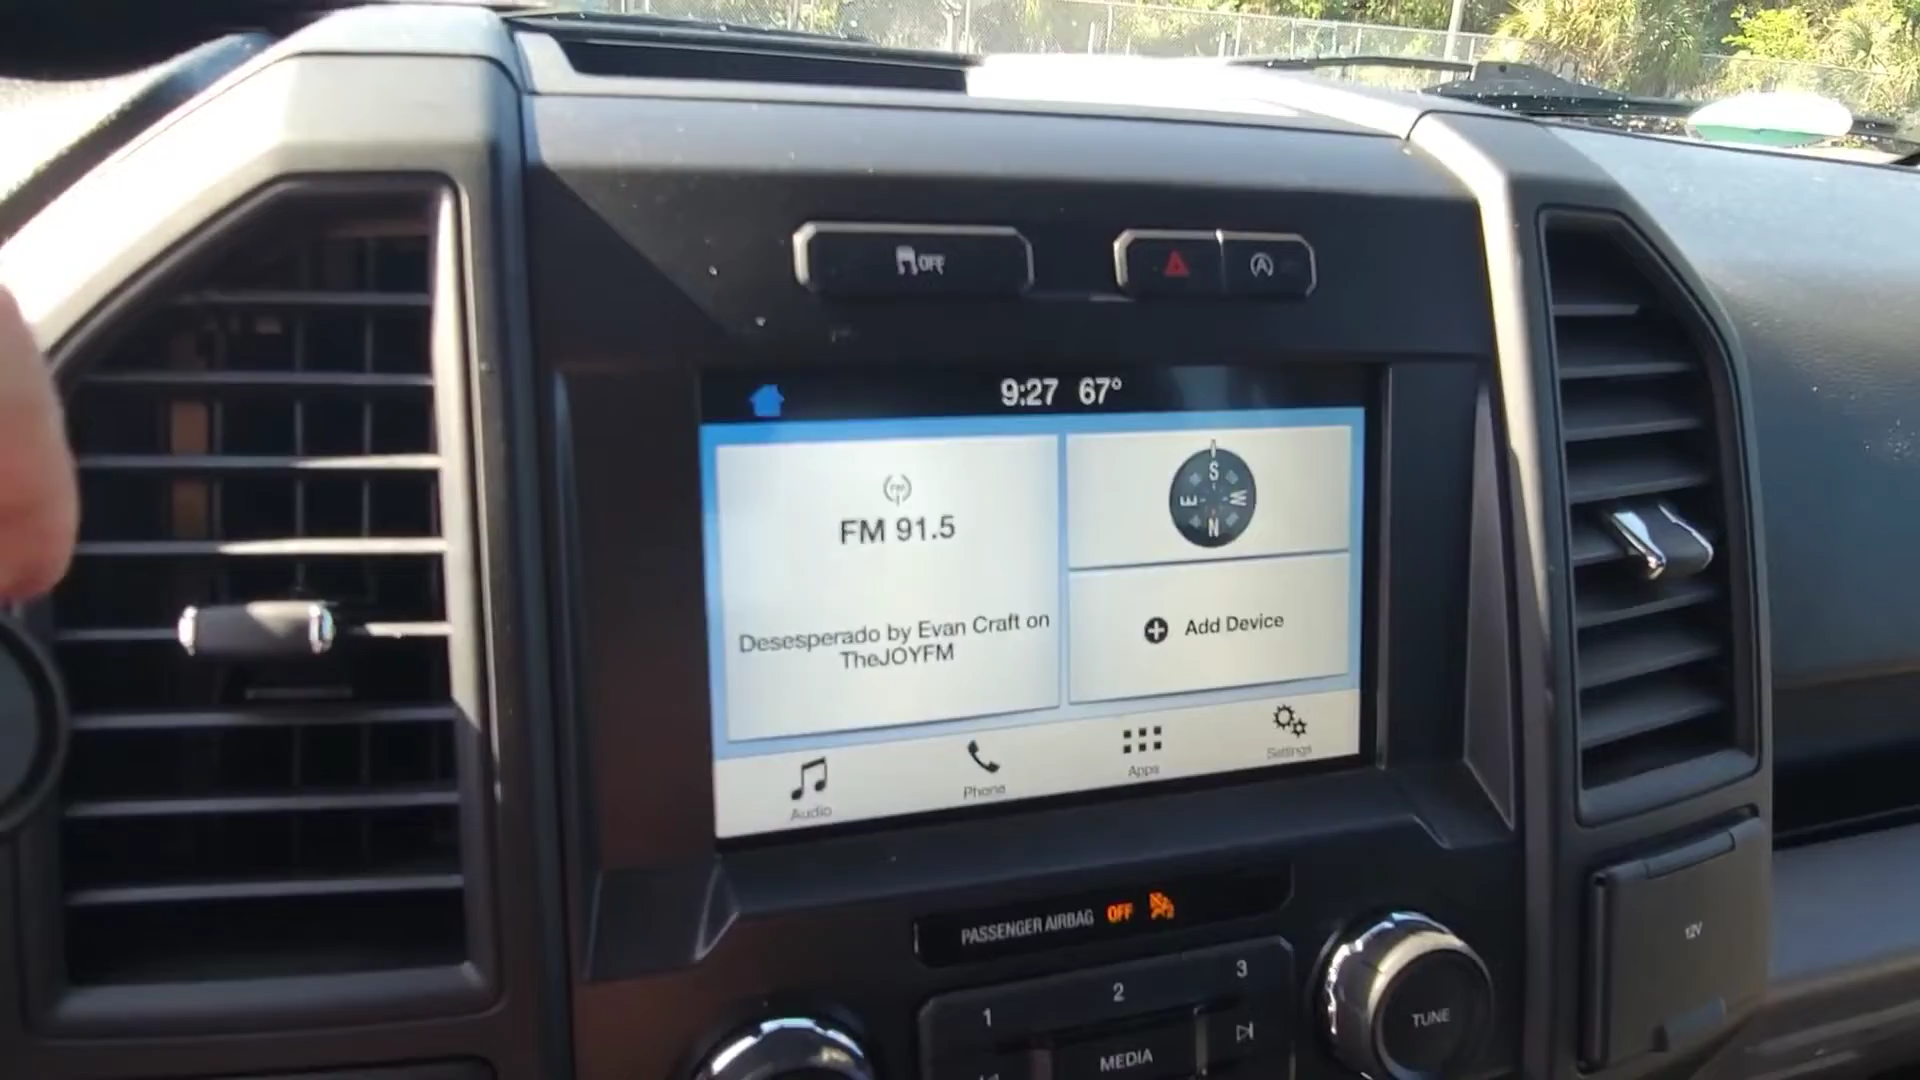 OFF
9:27 67°
FM
FM 91.5
S
E W
N
Desesperado by Evan Craft on
TheJOYFM
Add Device
Audio
Phone
Apps
Settings
PASSENGER AIRBAG OFF
1 2 3
MEDIA
TUNE
12V